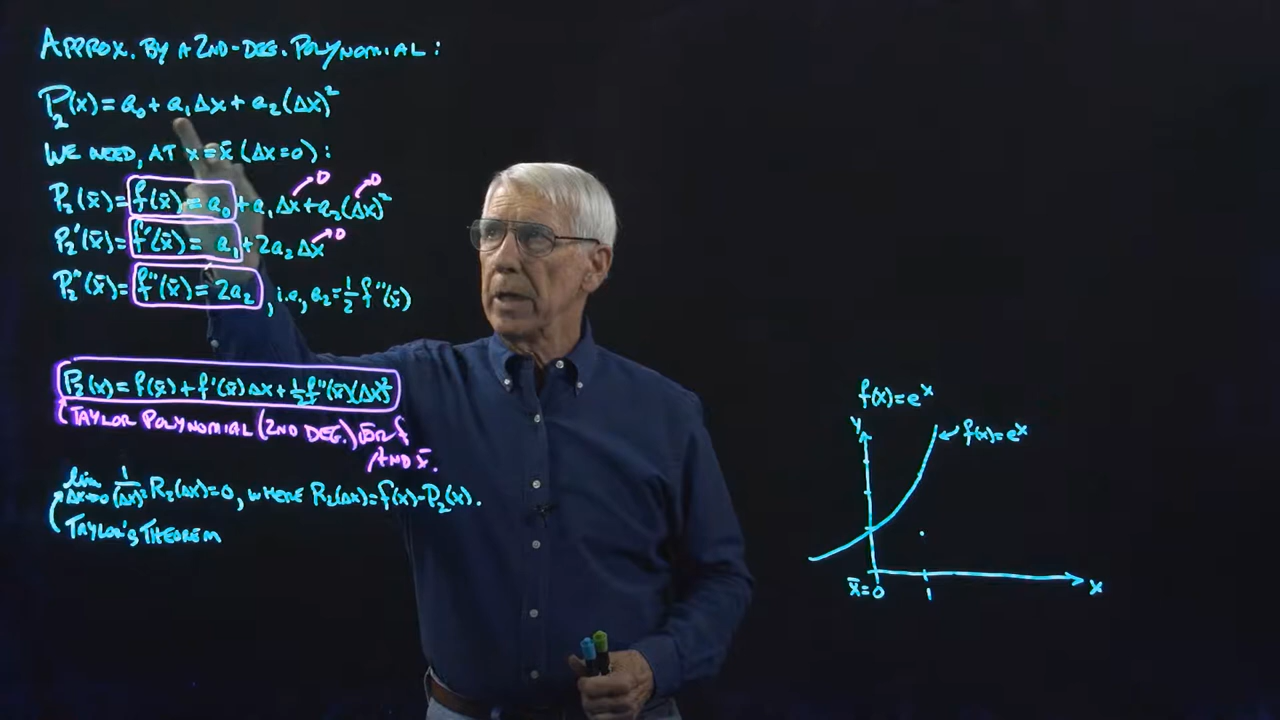 APPROX. BY A 2ND-DEG. POLYNOMIAL:
P₂(x) = a₀ + a₁Δx + a₂(Δx)²
WE NEED, AT x = x̄ (Δx=0):
P₂(x̄) = f(x̄) = a₀ + a₁Δx + a₂(Δx)² 0 0
P₂'(x̄) = f'(x̄) = a₁ + 2a₂Δx 0
P₂''(x̄) = f''(x̄) = 2a₂, i.e., a₂ = ½ f''(x̄)
P₂(x) = f(x̄) + f'(x̄)Δx + ½f''(x̄)(Δx)²
TAYLOR POLYNOMIAL (2ND DEG.) FOR f
AND x̄.
lim Δx→0 1/(Δx)² R₂(Δx) = 0, WHERE R₂(Δx) = f(x) - P₂(x).
TAYLOR'S THEOREM
f(x) = eˣ
y
f(x) = eˣ
x̄=0
1
x